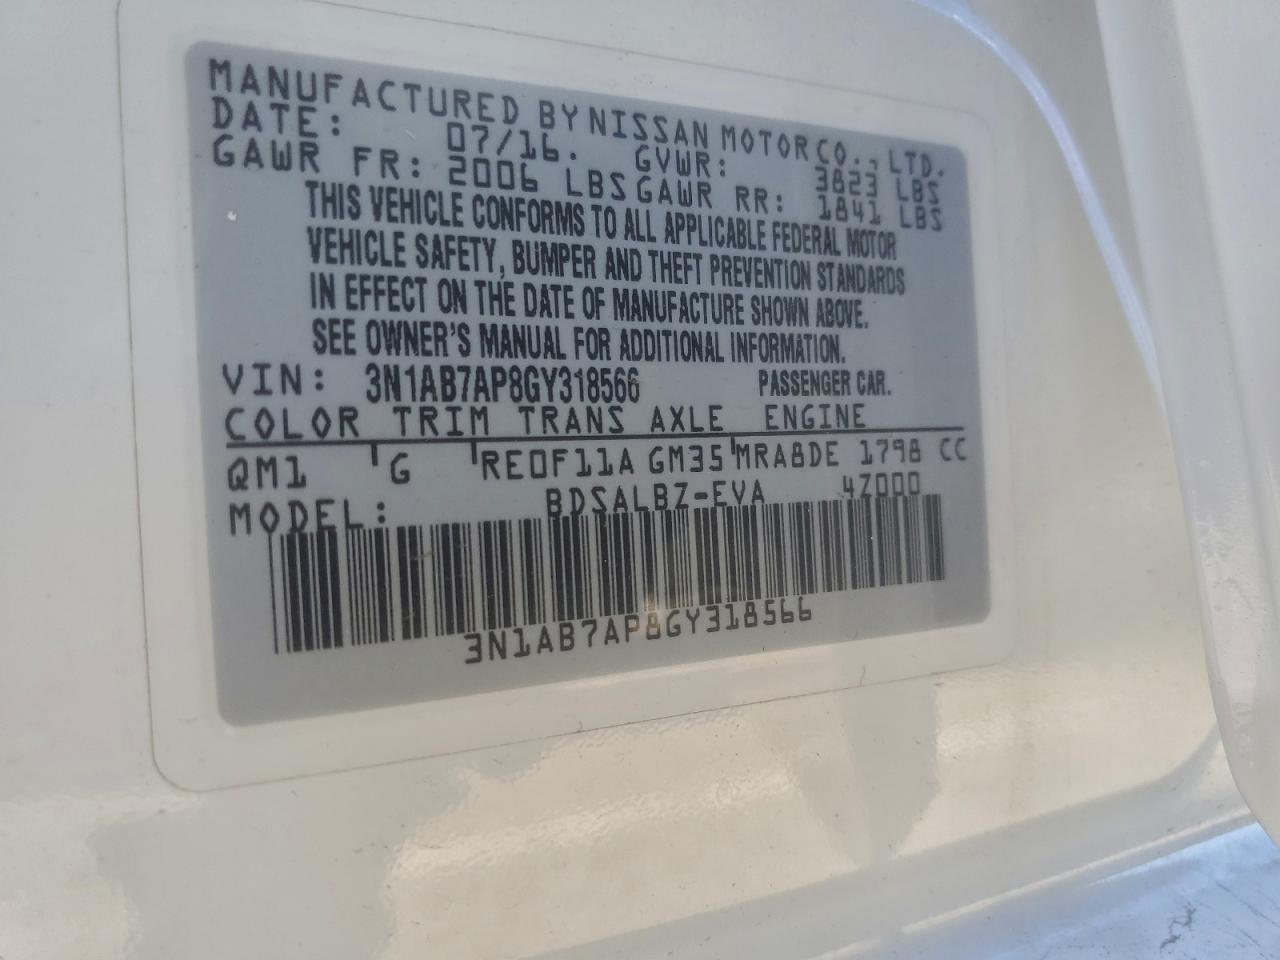 MANUFACTURED BY NISSAN MOTOR CO., LTD.
DATE: 07/16. GVWR: 3823 LBS
GAWR FR: 2006 LBS GAWR RR: 1841 LBS
THIS VEHICLE CONFORMS TO ALL APPLICABLE FEDERAL MOTOR
VEHICLE SAFETY, BUMPER AND THEFT PREVENTION STANDARDS
IN EFFECT ON THE DATE OF MANUFACTURE SHOWN ABOVE.
SEE OWNER'S MANUAL FOR ADDITIONAL INFORMATION.
VIN: 3N1AB7AP8GY318566 PASSENGER CAR.
COLOR TRIM TRANS AXLE ENGINE
QM1 G RE0F11A GM35 MRA8DE 1798 CC
MODEL: BDSALBZ-EVA 4Z000
3N1AB7AP8GY318566